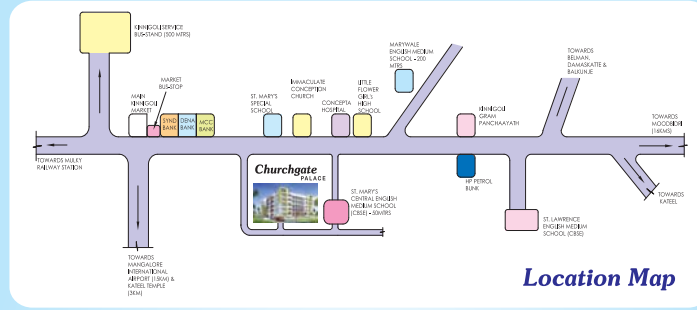 KINNIGOLI SERVICE
BUS-STAND (500 MTRS)
MAIN
KINNIGOLI
MARKET
MARKET
BUS-STOP
SYND
BANK
DENA
BANK
MCC
BANK
ST. MARY'S
SPECIAL
SCHOOL
IMMACULATE
CONCEPTION
CHURCH
CONCEPTA
HOSPITAL
LITTLE
FLOWER
GIRL's
HIGH
SCHOOL
MARYWALE
ENGLISH MEDIUM
SCHOOL - 200
MTRS
KINNIGOLI
GRAM
PANCHAAYATH
TOWARDS
BELMAN,
DAMASKATIE &
BALKUNJE
TOWARDS
MOODBIDRI
(16KMS)
TOWARDS MULKY
RAILWAY STATION
Churchgate
PALACE
ST. MARY'S
CENTRAL ENGLISH
MEDIUM SCHOOL
(CBSE) - 50MTRS
HP PETROL
BUNK
TOWARDS
KATEEL
ST. LAWRENCE
ENGLISH MEDIUM
SCHOOL (CBSE)
TOWARDS
MANGALORE
INTERNATIONAL
AIRPORT (15KM) &
KATEEL TEMPLE
(3KM)
Location Map